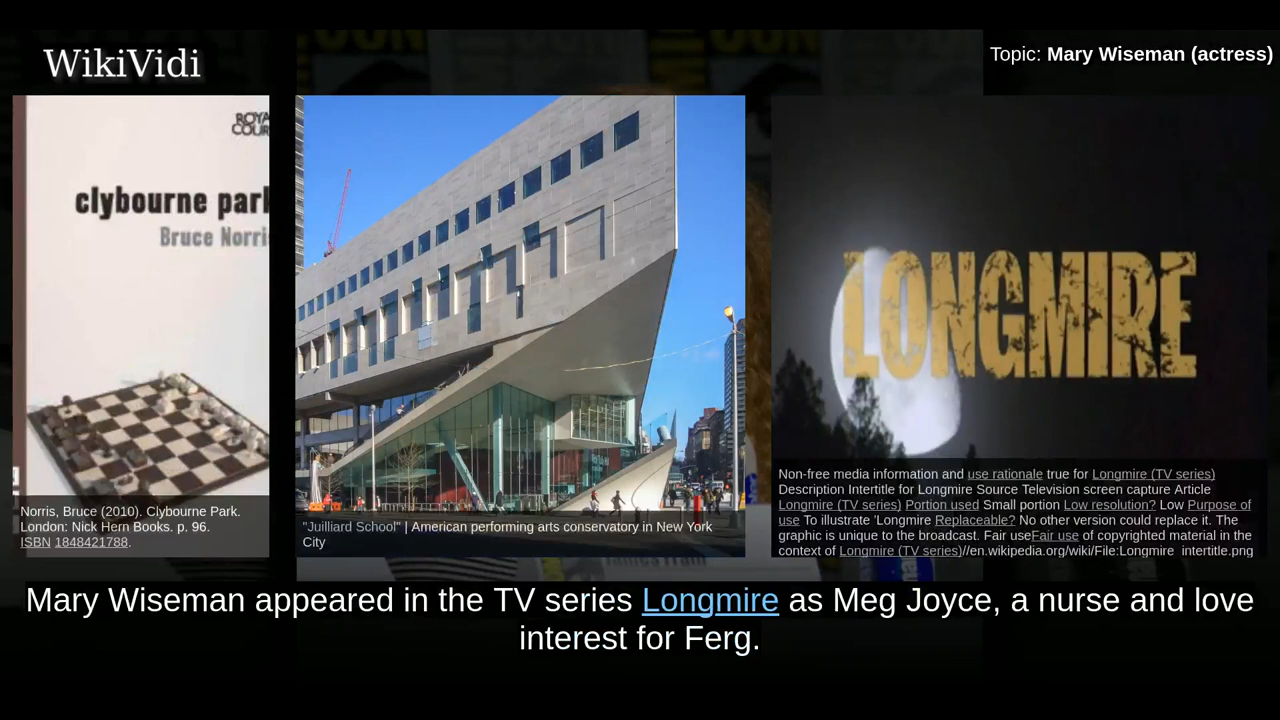 WikiVidi
Topic: Mary Wiseman (actress)
ROYAL
COUR
clybourne park
Bruce Norris
LONGMIRE
Norris, Bruce (2010). Clybourne Park.
London: Nick Hern Books. p. 96.
ISBN 1848421788.
"Juilliard School" | American performing arts conservatory in New York
City
Non-free media information and use rationale true for Longmire (TV series)
Description Intertitle for Longmire Source Television screen capture Article
Longmire (TV series) Portion used Small portion Low resolution? Low Purpose of
use To illustrate 'Longmire Replaceable? No other version could replace it. The
graphic is unique to the broadcast. Fair useFair use of copyrighted material in the
context of Longmire (TV series)//en.wikipedia.org/wiki/File:Longmire_intertitle.png
Mary Wiseman appeared in the TV series Longmire as Meg Joyce, a nurse and love
interest for Ferg.